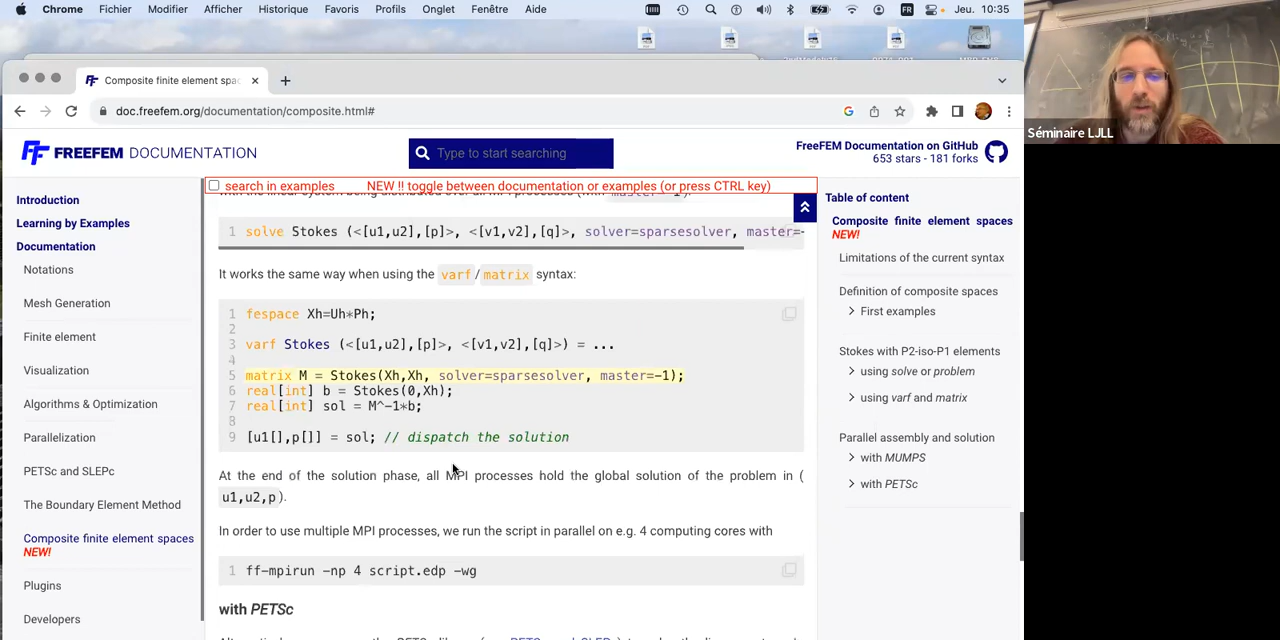 Chrome Fichier Modifier Afficher Historique Favoris Profils Onglet Fenêtre Aide FR Jeu. 10:35
Composite finite element spac
doc.freefem.org/documentation/composite.html#
FREEFEM DOCUMENTATION
Type to start searching
FreeFEM Documentation on GitHub
653 stars - 181 forks
Séminaire LJLL
search in examples NEW !! toggle between documentation or examples (or press CTRL key)
Introduction
Learning by Examples
Documentation
Notations
Mesh Generation
Finite element
Visualization
Algorithms & Optimization
Parallelization
PETSc and SLEPc
The Boundary Element Method
Composite finite element spaces
NEW!
Plugins
Developers
1 solve Stokes (<[u1,u2],[p]>, <[v1,v2],[q]>, solver=sparsesolver, master=-
It works the same way when using the varf/matrix syntax:
1 fespace Xh=Uh*Ph;
2
3 varf Stokes (<[u1,u2],[p]>, <[v1,v2],[q]>) = ...
4
5 matrix M = Stokes(Xh,Xh, solver=sparsesolver, master=-1);
6 real[int] b = Stokes(0,Xh);
7 real[int] sol = M^-1*b;
8
9 [u1[],p[]] = sol; // dispatch the solution
At the end of the solution phase, all MPI processes hold the global solution of the problem in (
u1,u2,p).
In order to use multiple MPI processes, we run the script in parallel on e.g. 4 computing cores with
1 ff-mpirun -np 4 script.edp -wg
with PETSc
Table of content
Composite finite element spaces
NEW!
Limitations of the current syntax
Definition of composite spaces
First examples
Stokes with P2-iso-P1 elements
using solve or problem
using varf and matrix
Parallel assembly and solution
with MUMPS
with PETSc